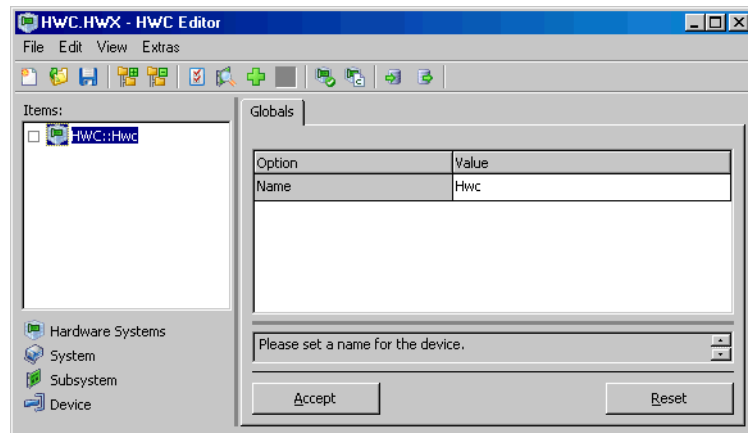 HWC.HWX - HWC Editor
File Edit View Extras
Items:
HWC::Hwc
Hardware Systems
System
Subsystem
Device
Globals
Option Value
Name Hwc
Please set a name for the device.
Accept Reset